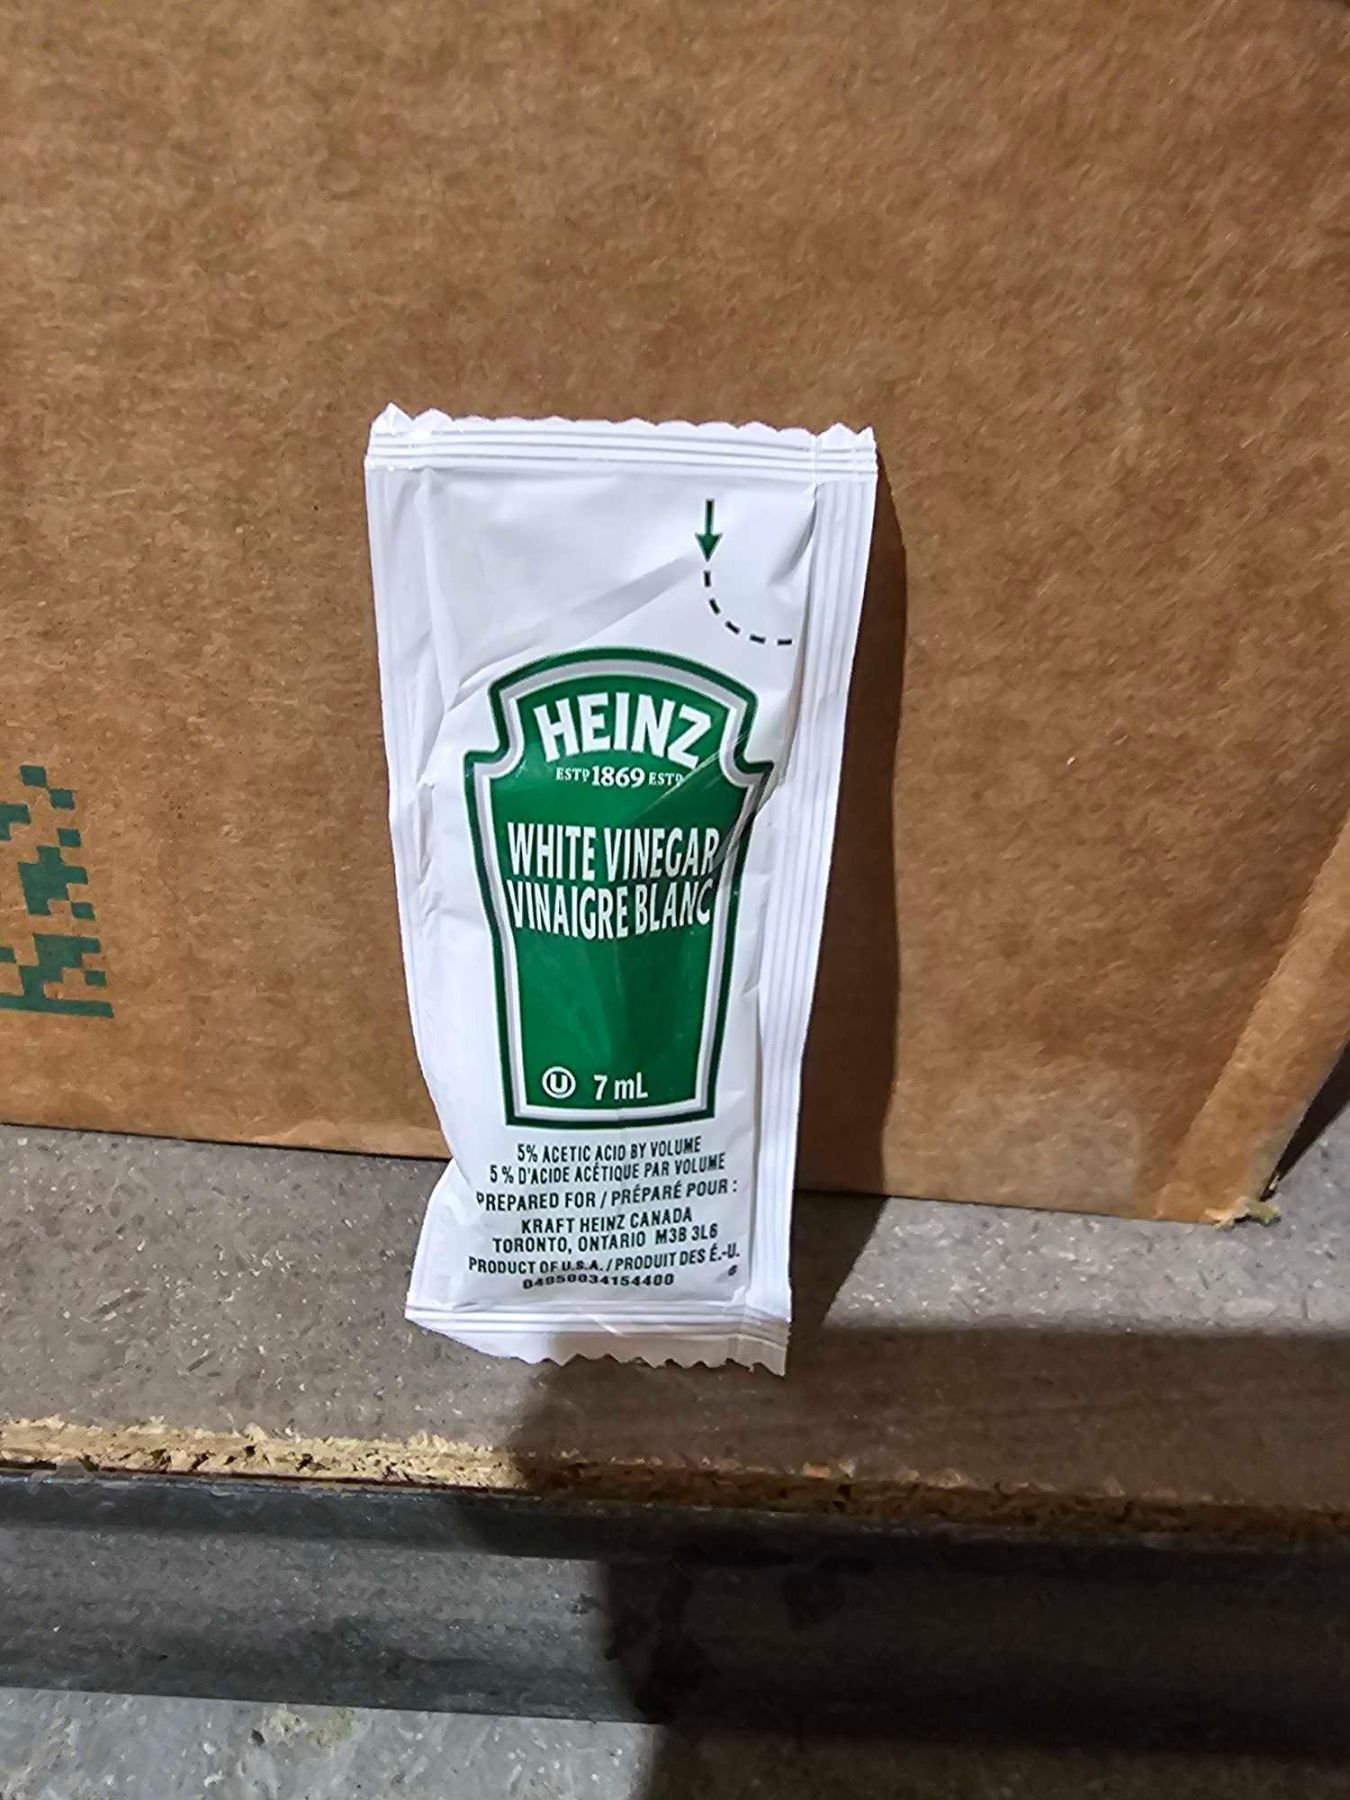 HEINZ
ESTD 1869 ESTD
WHITE VINEGAR
VINAIGRE BLANC
U 7 mL
5% ACETIC ACID BY VOLUME
5 % D'ACIDE ACÉTIQUE PAR VOLUME
PREPARED FOR / PRÉPARÉ POUR :
KRAFT HEINZ CANADA
TORONTO, ONTARIO M3B 3L6
PRODUCT OF U.S.A. / PRODUIT DES É.-U.